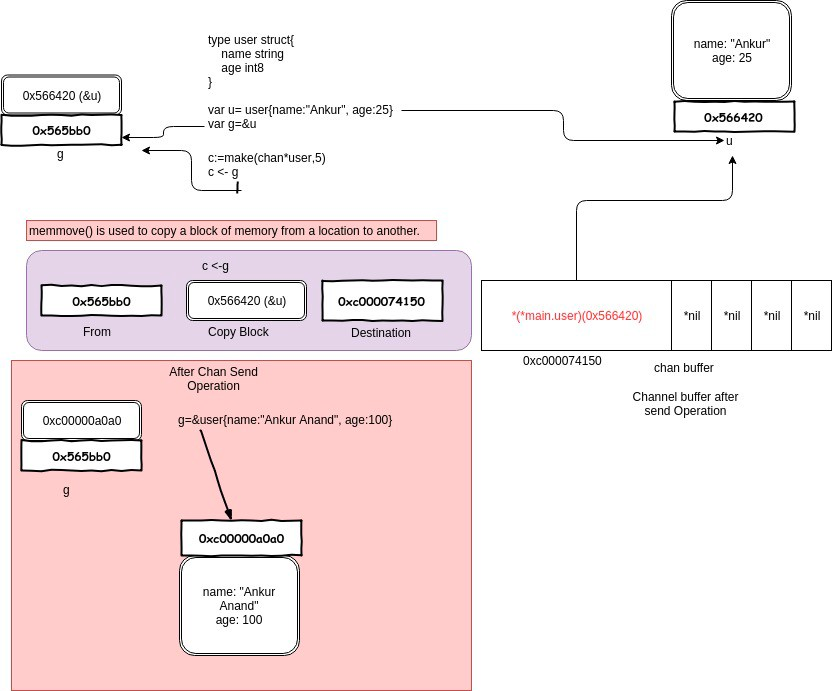 type user struct{
name string
age int8
}
var u= user{name:"Ankur", age:25}
var g=&u
c:=make(chan*user,5)
c <- g
0x566420 (&u)
0x565bb0
g
name: "Ankur"
age: 25
0x566420
u
memmove() is used to copy a block of memory from a location to another.
c <-g
0x565bb0
0x566420 (&u)
0xc000074150
From
Copy Block
Destination
*(*main.user)(0x566420)
*nil
*nil
*nil
*nil
0xc000074150
chan buffer
Channel buffer after
send Operation
After Chan Send
Operation
0xc00000a0a0
0x565bb0
g
g=&user{name:"Ankur Anand", age:100}
0xc00000a0a0
name: "Ankur
Anand"
age: 100